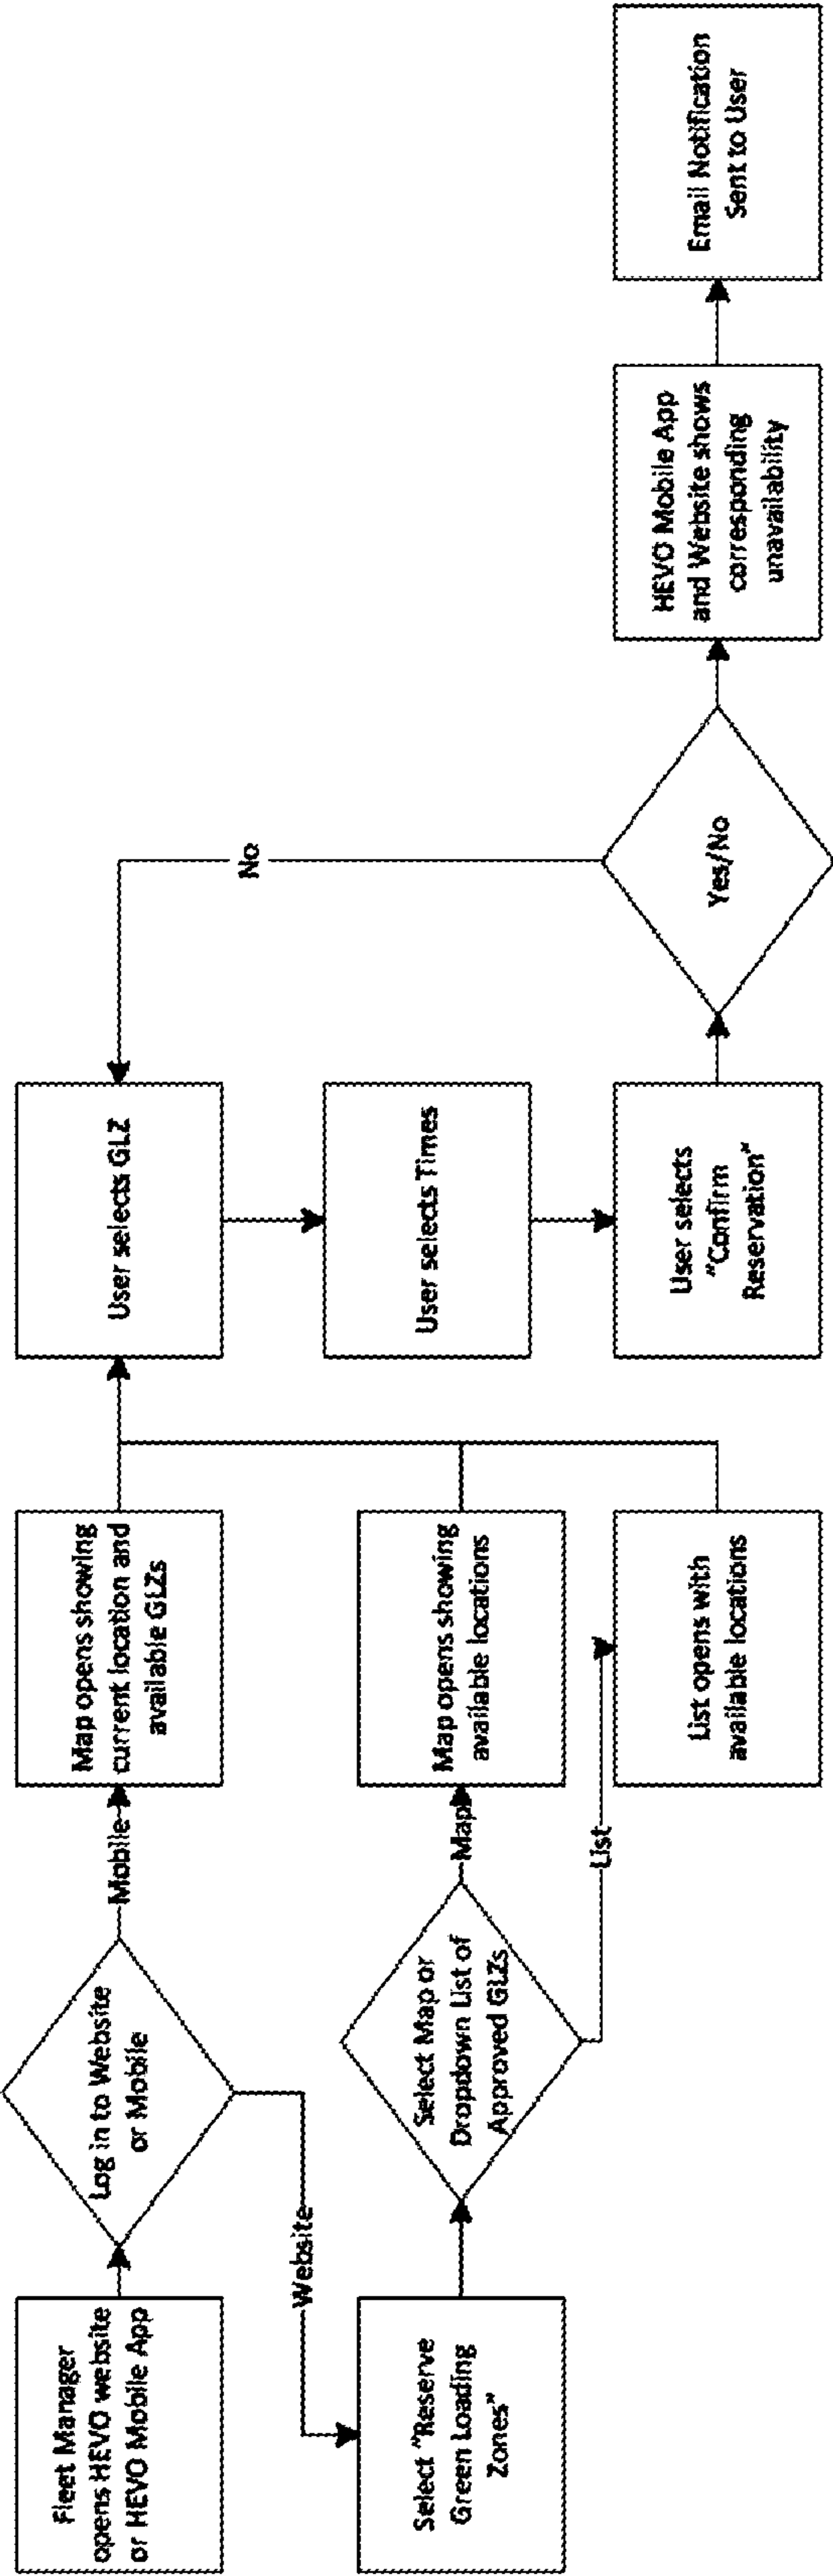 Fleet Manager
opens HEVO website
or HEVO Mobile App
Log in to Website
or Mobile
Mobile
Map opens showing
current location and
available GLZs
Website
Select "Reserve
Green Loading
Zones"
Select Map or
Dropdown List of
Approved GLZs
Map
Map opens showing
available locations
List
List opens with
available locations
User selects GLZ
User selects Times
User selects
"Confirm
Reservation"
Yes/No
No
HEVO Mobile App
and Website shows
corresponding
unavailability
Email Notification
Sent to User